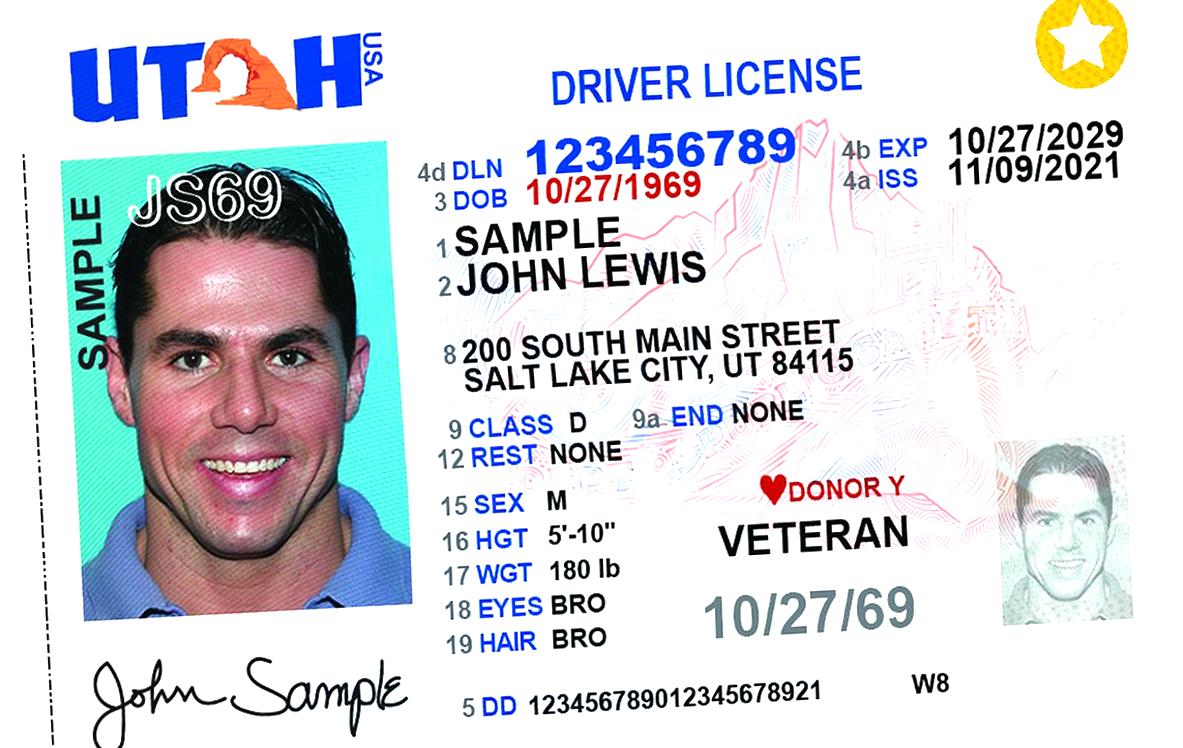 UTAH USA
DRIVER LICENSE
4d DLN 123456789 4b EXP 10/27/2029
3 DOB 10/27/1969 4a ISS 11/09/2021
SAMPLE
JS69
1 SAMPLE
2 JOHN LEWIS
8 200 SOUTH MAIN STREET
SALT LAKE CITY, UT 84115
9 CLASS D 9a END NONE
12 REST NONE
15 SEX M
DONOR Y
16 HGT 5'-10"
VETERAN
17 WGT 180 lb
18 EYES BRO
10/27/69
19 HAIR BRO
John Sample
5 DD 123456789012345678921 W8